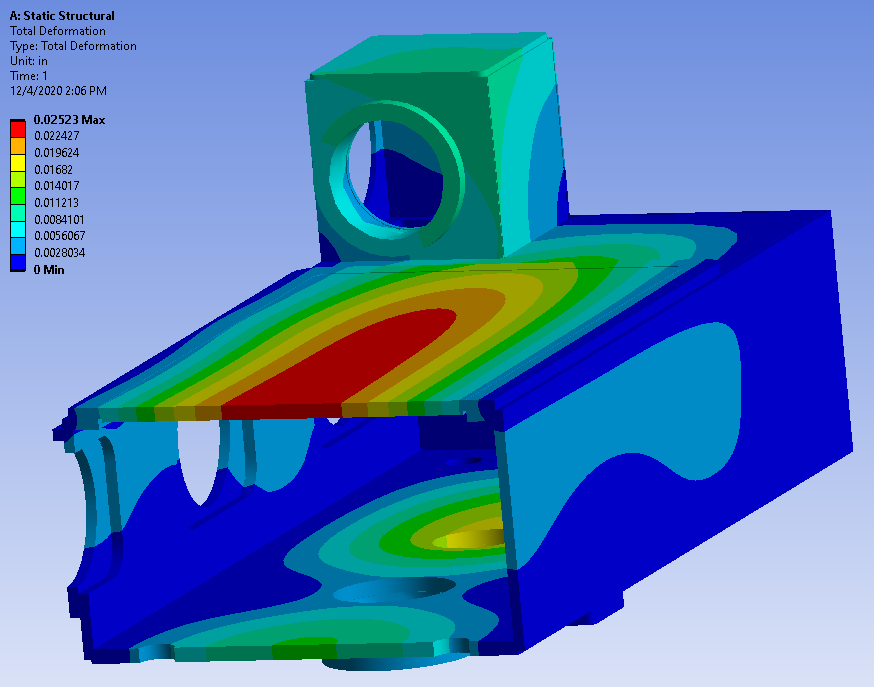 A: Static Structural
Total Deformation
Type: Total Deformation
Unit: in
Time: 1
12/4/2020 2:06 PM
0.02523 Max
0.022427
0.019624
0.01682
0.014017
0.011213
0.0084101
0.0056067
0.0028034
0 Min